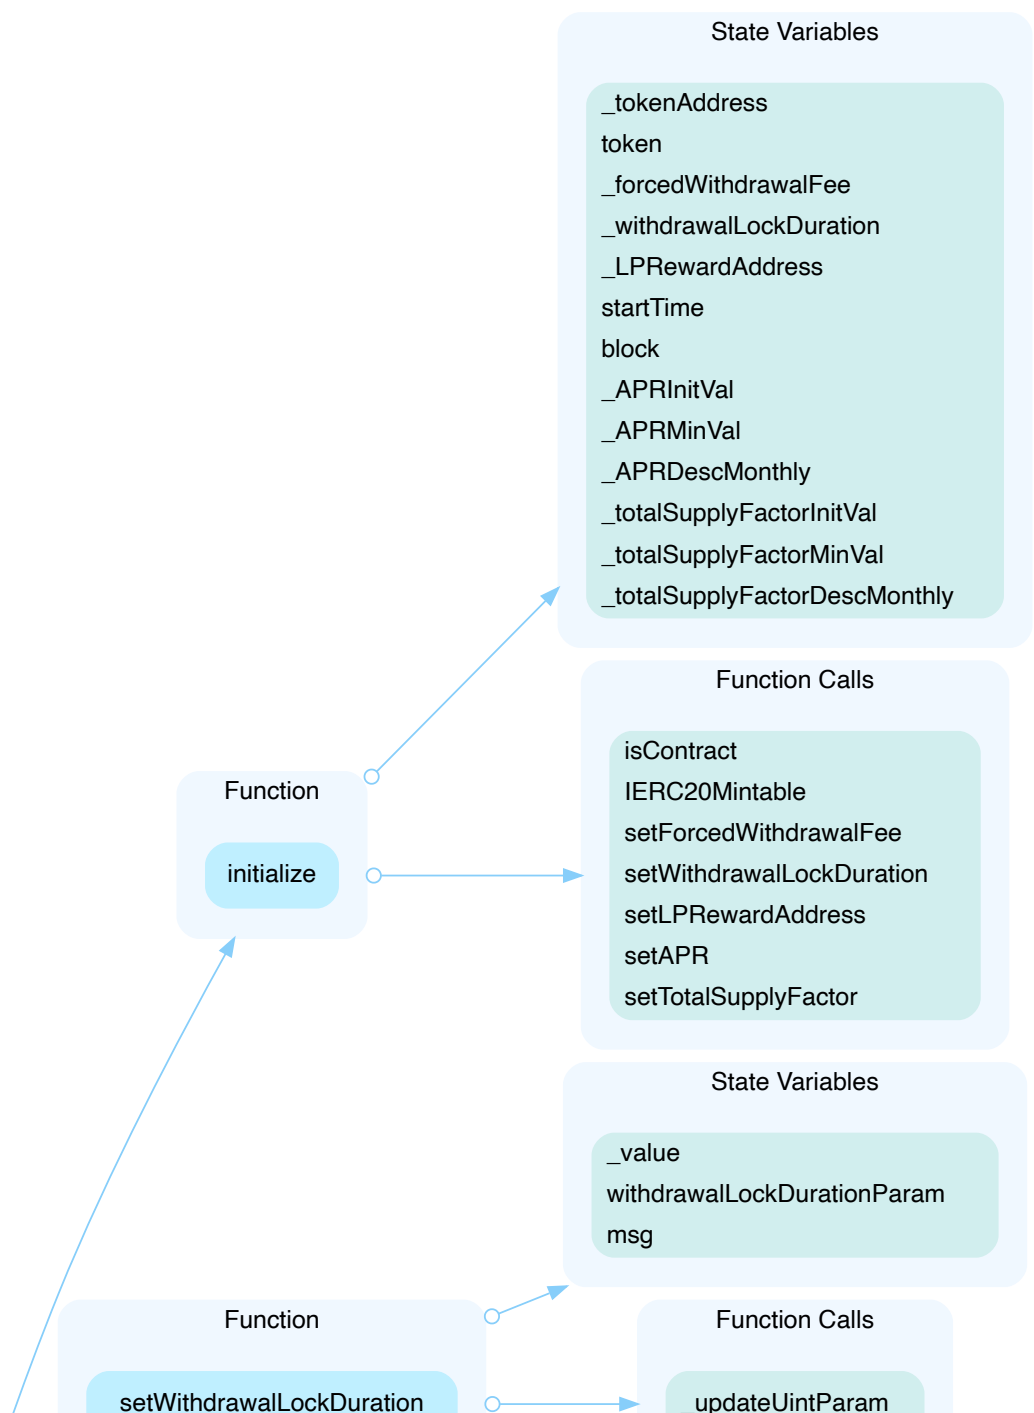 State Variables
_tokenAddress
token
_forcedWithdrawalFee
_withdrawalLockDuration
_LPRewardAddress
startTime
block
_APRInitVal
_APRMinVal
_APRDescMonthly
_totalSupplyFactorInitVal
_totalSupplyFactorMinVal
_totalSupplyFactorDescMonthly
Function
initialize
Function Calls
isContract
IERC20Mintable
setForcedWithdrawalFee
setWithdrawalLockDuration
setLPRewardAddress
setAPR
setTotalSupplyFactor
State Variables
_value
withdrawalLockDurationParam
msg
Function
setWithdrawalLockDuration
Function Calls
_updateUintParam